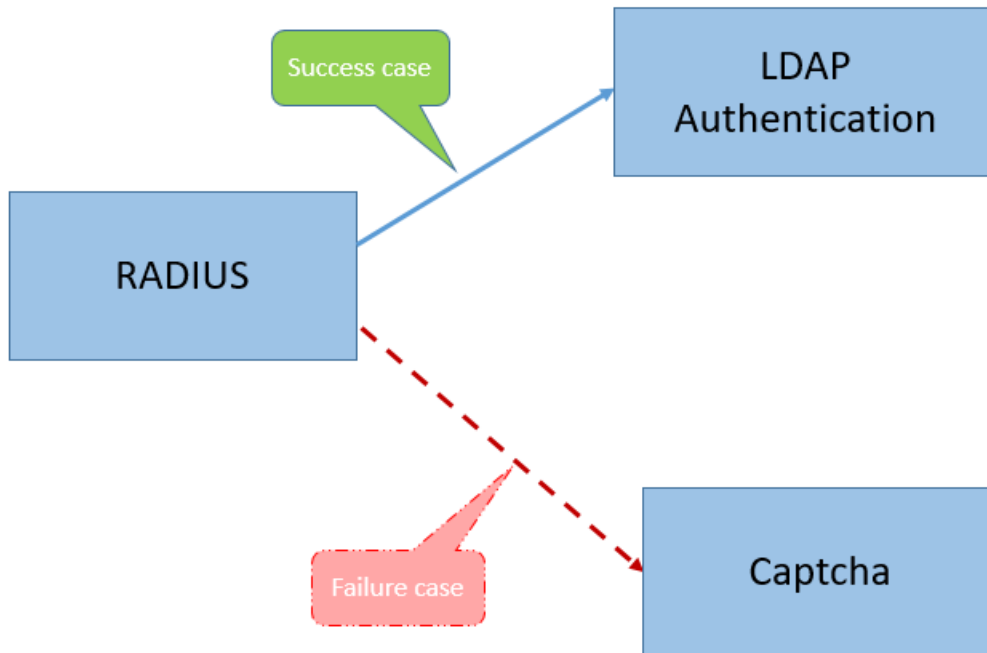 Success case
LDAP
Authentication
RADIUS
Failure case
Captcha